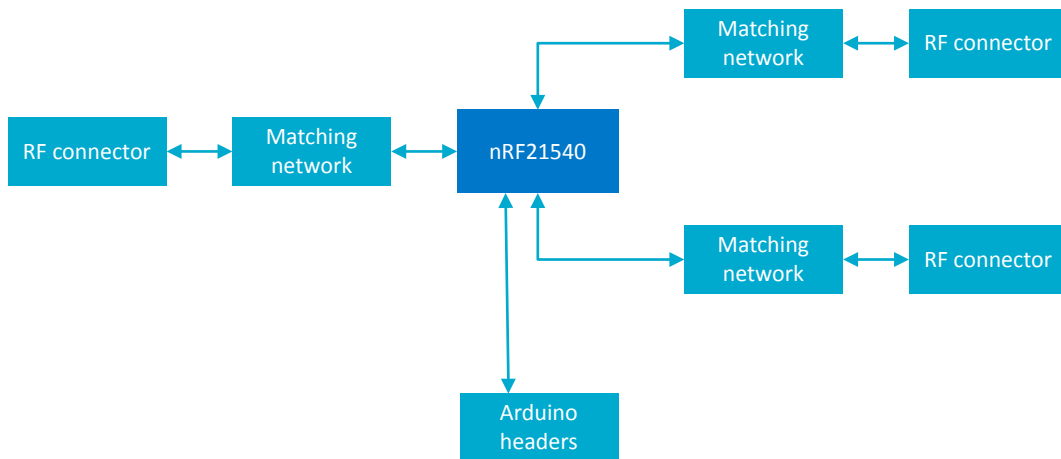 Matching
network
RF connector
RF connector
Matching
network
nRF21540
Matching
network
RF connector
Arduino
headers